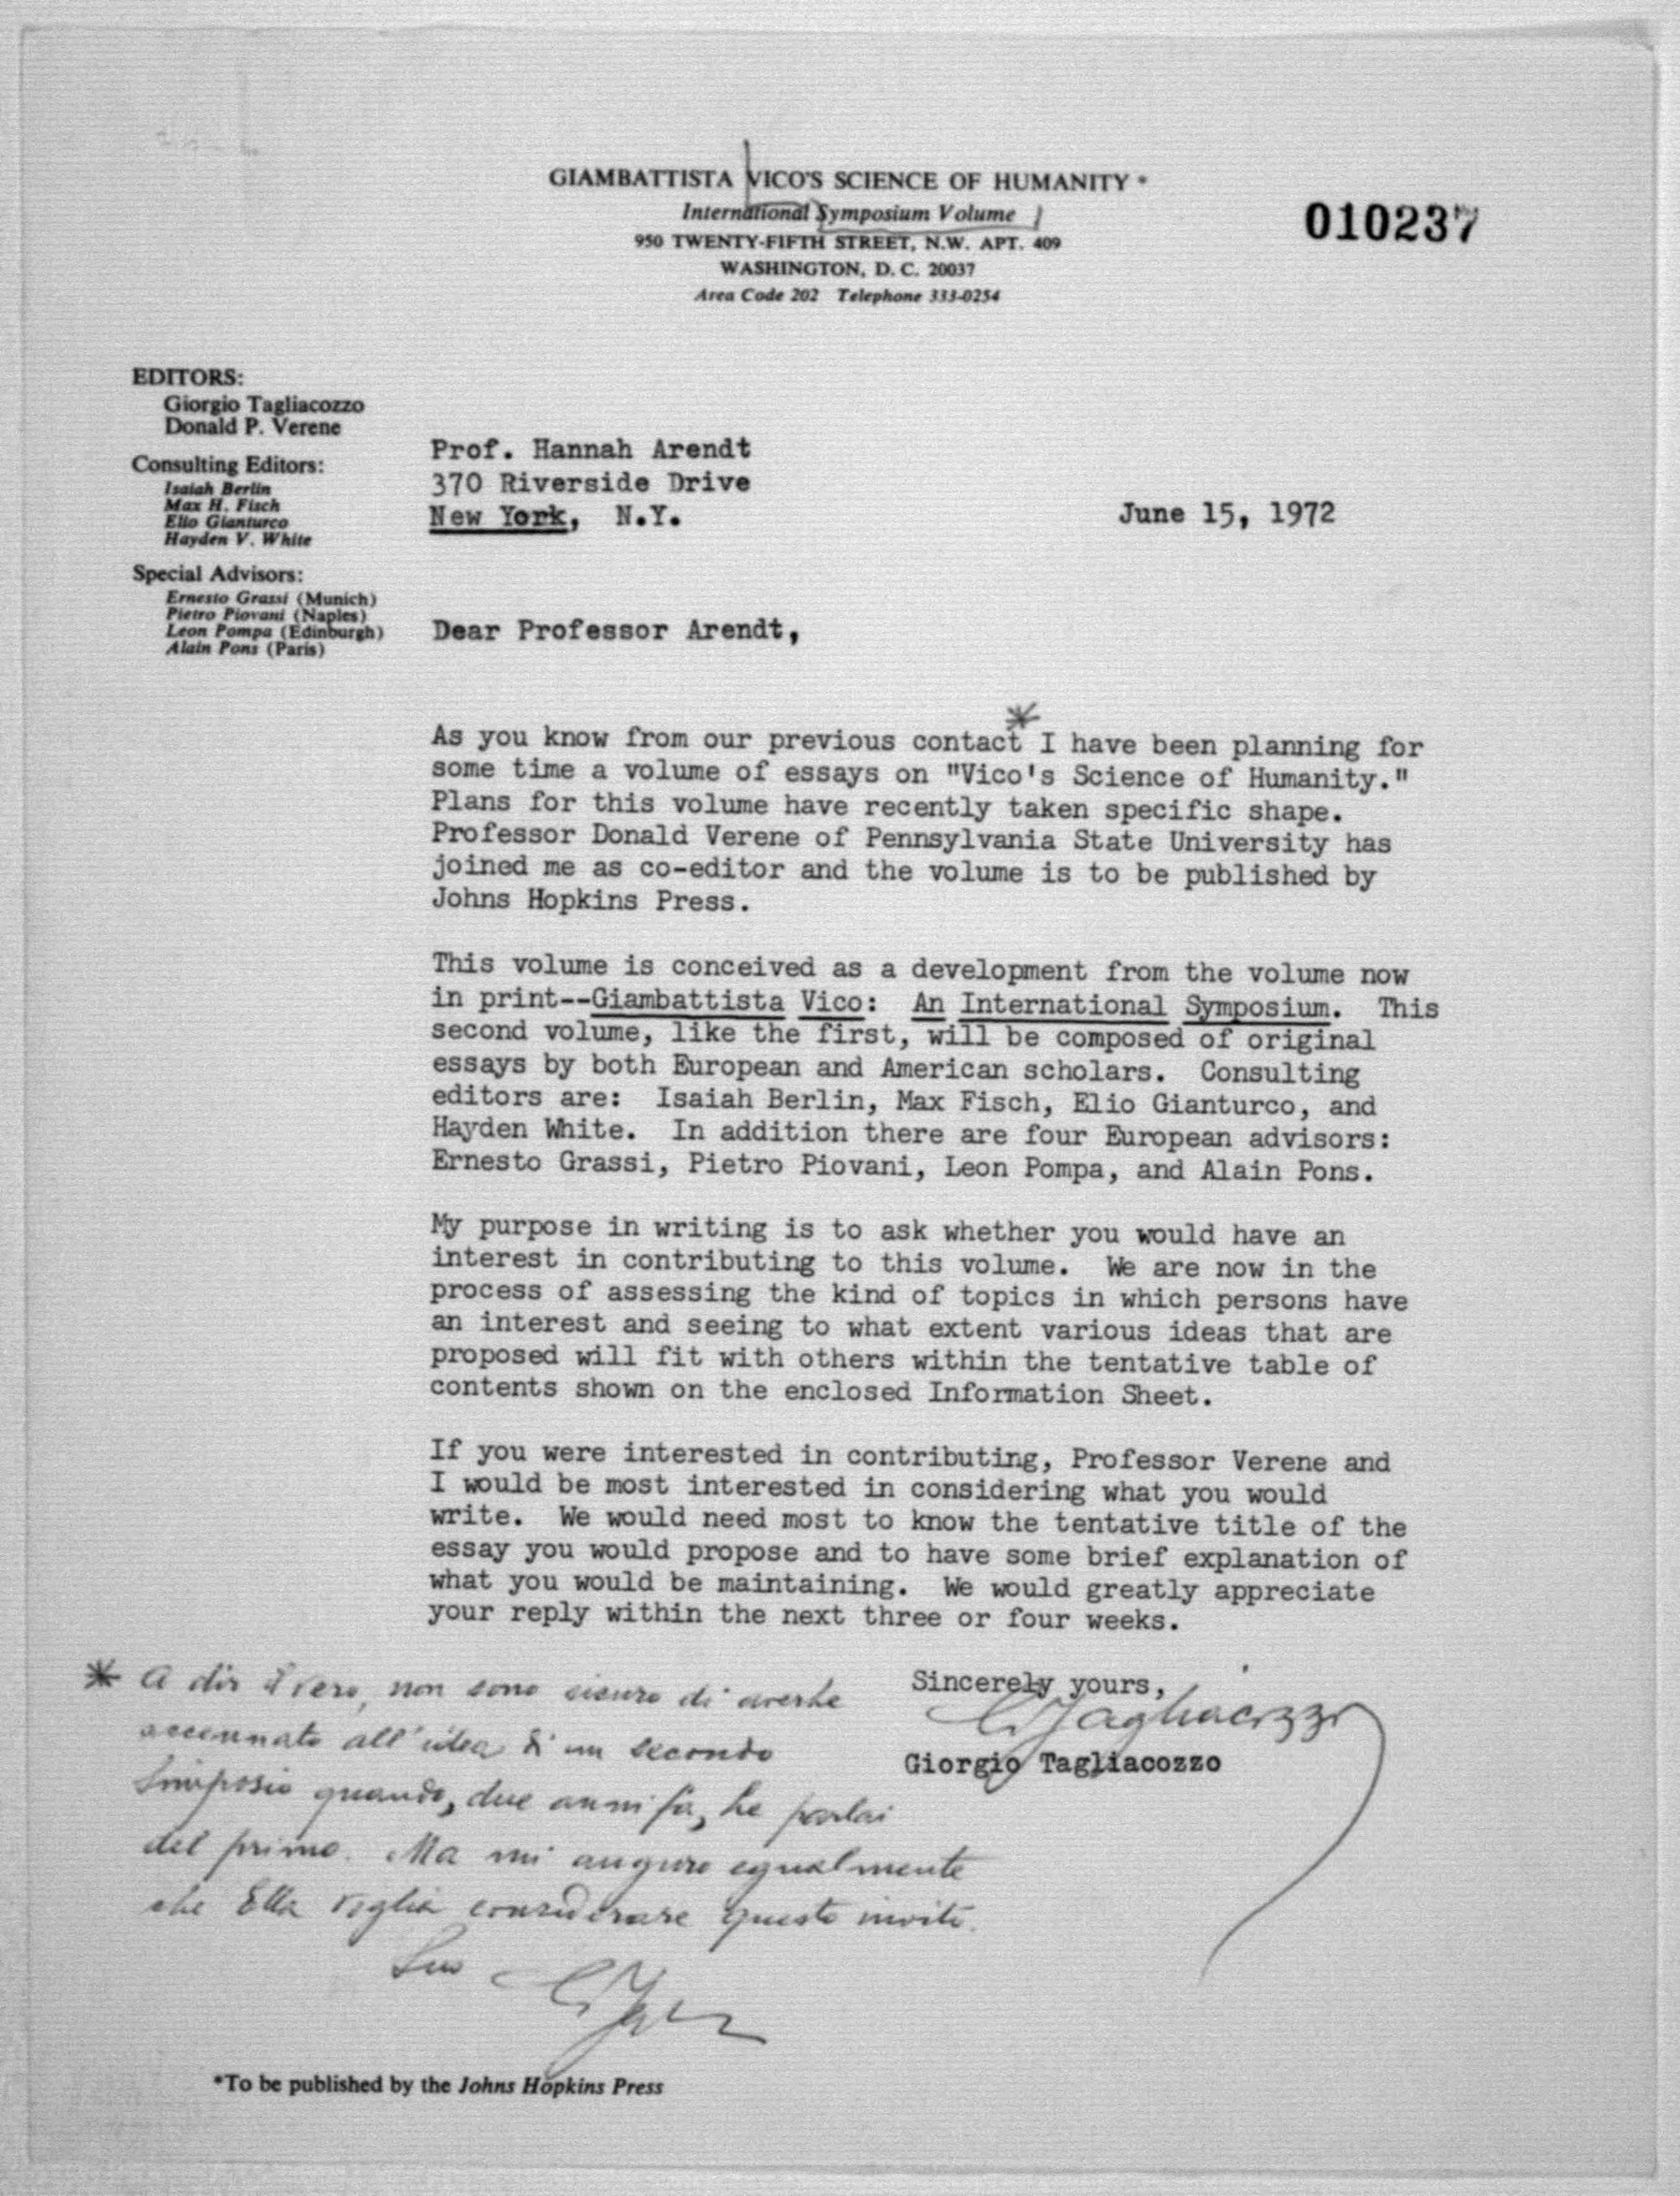 GIAMBATTISTA VICO'S SCIENCE OF HUMANITY *
International Symposium Volume
950 TWENTY-FIFTH STREET, N.W. APT. 409
WASHINGTON, D. C. 20037
Area Code 202 Telephone 333-0254
010237
EDITORS:
Giorgio Tagliacozzo
Donald P. Verene
Consulting Editors:
Isaiah Berlin
Max H. Fisch
Elio Gianturco
Hayden V. White
Special Advisors:
Ernesto Grassi (Munich)
Pietro Piovani (Naples)
Leon Pompa (Edinburgh)
Alain Pons (Paris)
Prof. Hannah Arendt
370 Riverside Drive
New York, N.Y.
June 15, 1972
Dear Professor Arendt,
As you know from our previous contact* I have been planning for
some time a volume of essays on "Vico's Science of Humanity."
Plans for this volume have recently taken specific shape.
Professor Donald Verene of Pennsylvania State University has
joined me as co-editor and the volume is to be published by
Johns Hopkins Press.
This volume is conceived as a development from the volume now
in print--Giambattista Vico: An International Symposium. This
second volume, like the first, will be composed of original
essays by both European and American scholars. Consulting
editors are: Isaiah Berlin, Max Fisch, Elio Gianturco, and
Hayden White. In addition there are four European advisors:
Ernesto Grassi, Pietro Piovani, Leon Pompa, and Alain Pons.
My purpose in writing is to ask whether you would have an
interest in contributing to this volume. We are now in the
process of assessing the kind of topics in which persons have
an interest and seeing to what extent various ideas that are
proposed will fit with others within the tentative table of
contents shown on the enclosed Information Sheet.
If you were interested in contributing, Professor Verene and
I would be most interested in considering what you would
write. We would need most to know the tentative title of the
essay you would propose and to have some brief explanation of
what you would be maintaining. We would greatly appreciate
your reply within the next three or four weeks.
Sincerely yours,
G Tagliacozzo
Giorgio Tagliacozzo
* A dir il vero, non sono sicuro di averle
accennato all'idea di un secondo
Simposio quando, due anni fa, le parlai
del primo. Ma mi auguro egualmente
che Ella voglia considerare questo invito.
Suo
*To be published by the Johns Hopkins Press